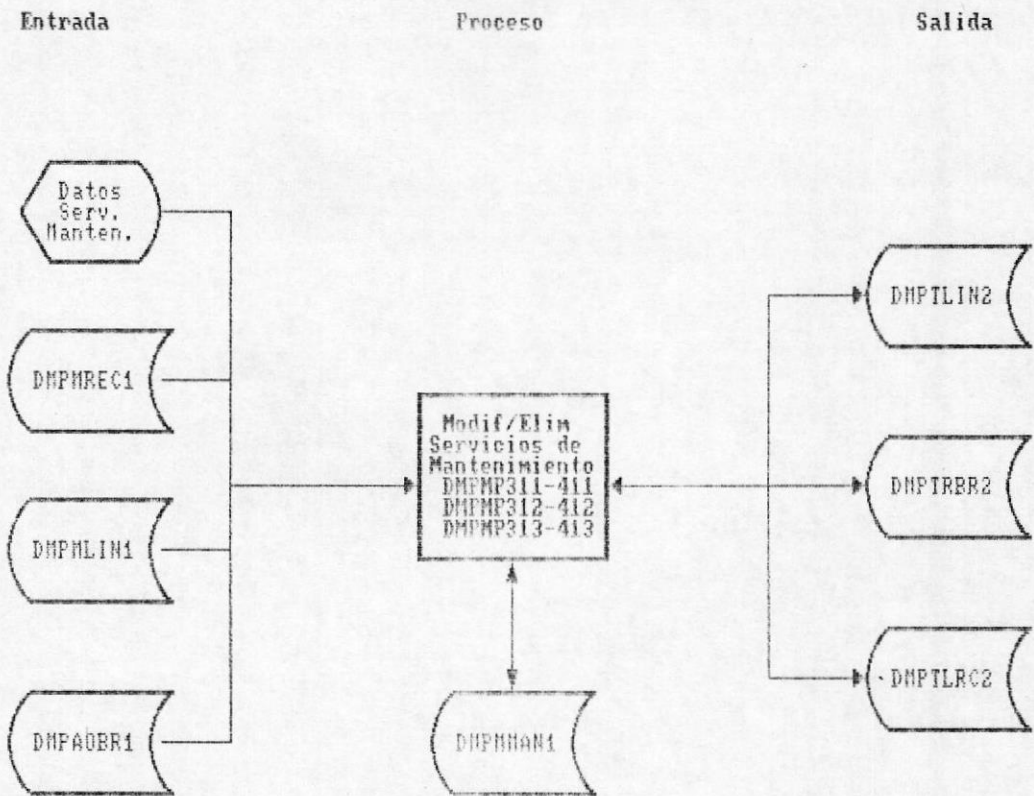 Entrada
Proceso
Salida
Datos
Serv.
Manten.
DMPMREC1
DMPMLIN1
DMPAOBR1
Modif/Elim
Servicios de
Mantenimiento
DMPMP311-411
DMPMP312-412
DMPMP313-413
DMPMMAN1
DMPTLIN2
DMPTRBR2
DMPTLRC2